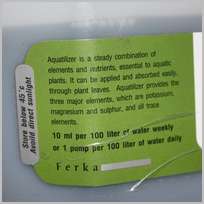 Aquatilizer is a steady combination of
elements and nutrients, essential to aquatic
plants. It can be applied and absorbed easily,
through plant leaves. Aquatilizer provides the
three major elements, which are potassium,
magnesium and sulphur, and all trace
elements.
10 ml per 100 liter of water weekly
or 1 pump per 100 liter of water daily
Ferka
Store below 45°c
Avoid direct sunlight